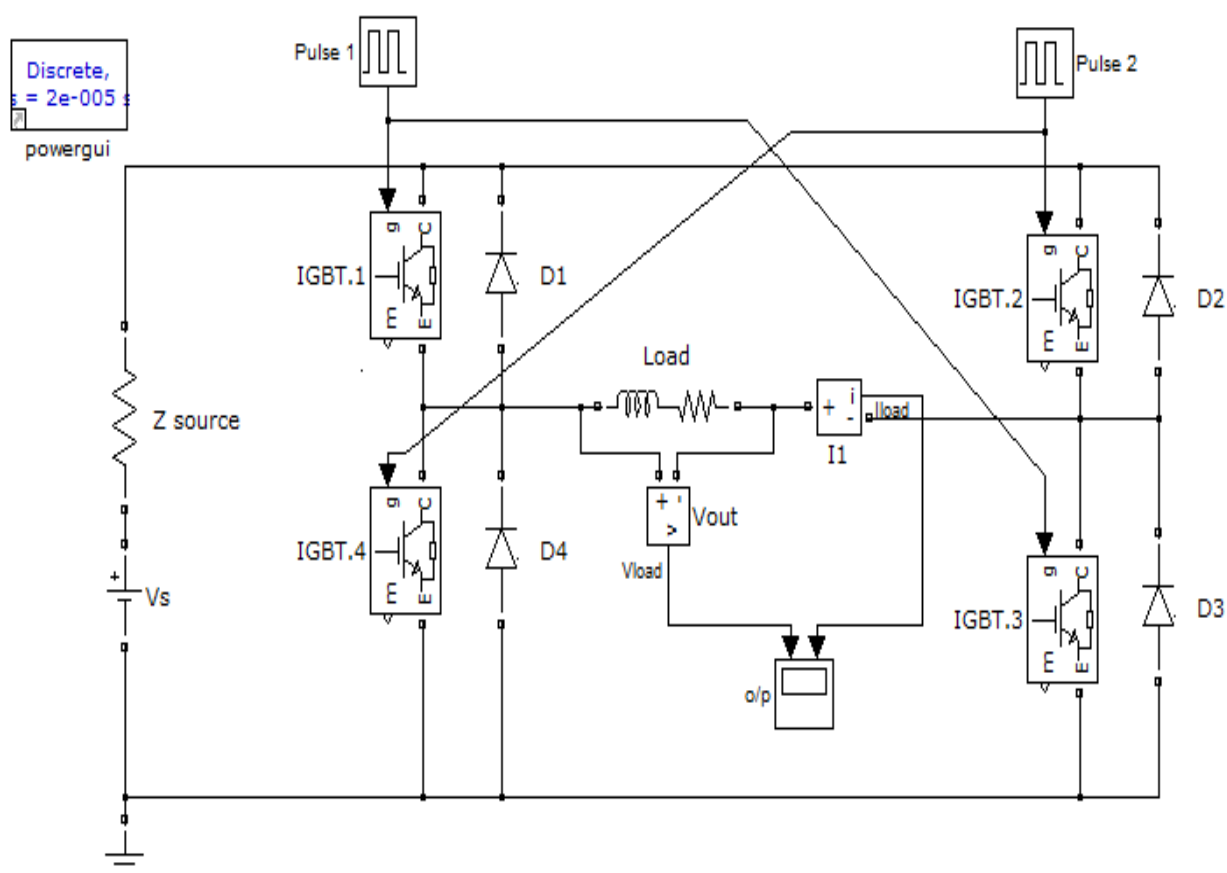 Pulse 1
Pulse 2
Discrete,
s = 2e-005 s
powergui
g C
E E
IGBT.1
D1
g C
E E
IGBT.2
D2
Load
Z source
+ i
-
Iload
I1
g C
E E
IGBT.4
D4
+ -
v
Vout
Vload
+
Vs
g C
E E
IGBT.3
D3
o/p